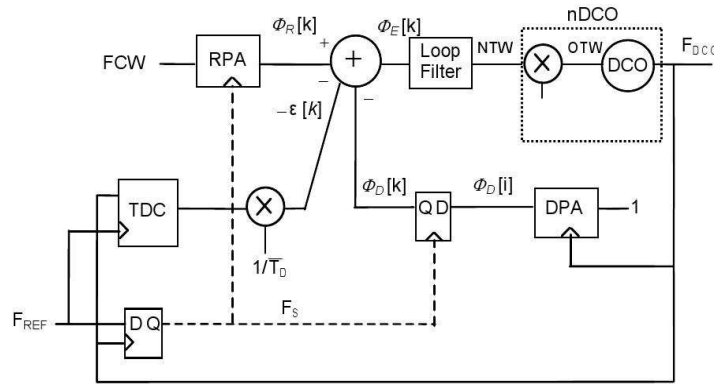 nDCO
Φ_R[k]
Φ_E[k]
F_DCO
FCW
RPA
+
−
+
−
Loop
Filter
NTW
×
OTW
DCO
−ε[k]
Φ_D[k]
Φ_D[i]
TDC
×
Q D
DPA
1
1/T̅_D
F_REF
D Q
F_S